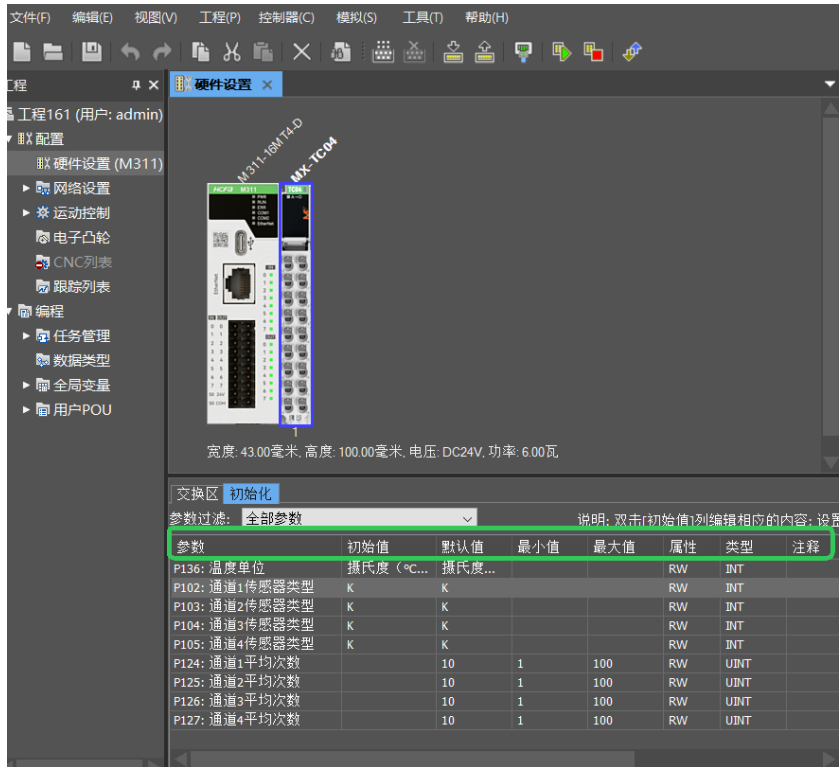 文件(F) 编辑(E) 视图(V) 工程(P) 控制器(C) 模拟(S) 工具(T) 帮助(H)
程
硬件设置
工程161 (用户: admin)
配置
硬件设置 (M311)
网络设置
运动控制
电子凸轮
CNC列表
跟踪列表
编程
任务管理
数据类型
全局变量
用户POU
M311-16MT4-D
MX-TC04
HCFA M311
TC04
1
宽度: 43.00毫米, 高度: 100.00毫米, 电压: DC24V, 功率: 6.00瓦
交换区 初始化
参数过滤: 全部参数 说明: 双击[初始值]列编辑相应的内容; 设置
参数 初始值 默认值 最小值 最大值 属性 类型 注释
P136: 温度单位 摄氏度（℃... 摄氏度... RW INT
P102: 通道1传感器类型 K K RW INT
P103: 通道2传感器类型 K K RW INT
P104: 通道3传感器类型 K K RW INT
P105: 通道4传感器类型 K K RW INT
P124: 通道1平均次数 10 1 100 RW UINT
P125: 通道2平均次数 10 1 100 RW UINT
P126: 通道3平均次数 10 1 100 RW UINT
P127: 通道4平均次数 10 1 100 RW UINT